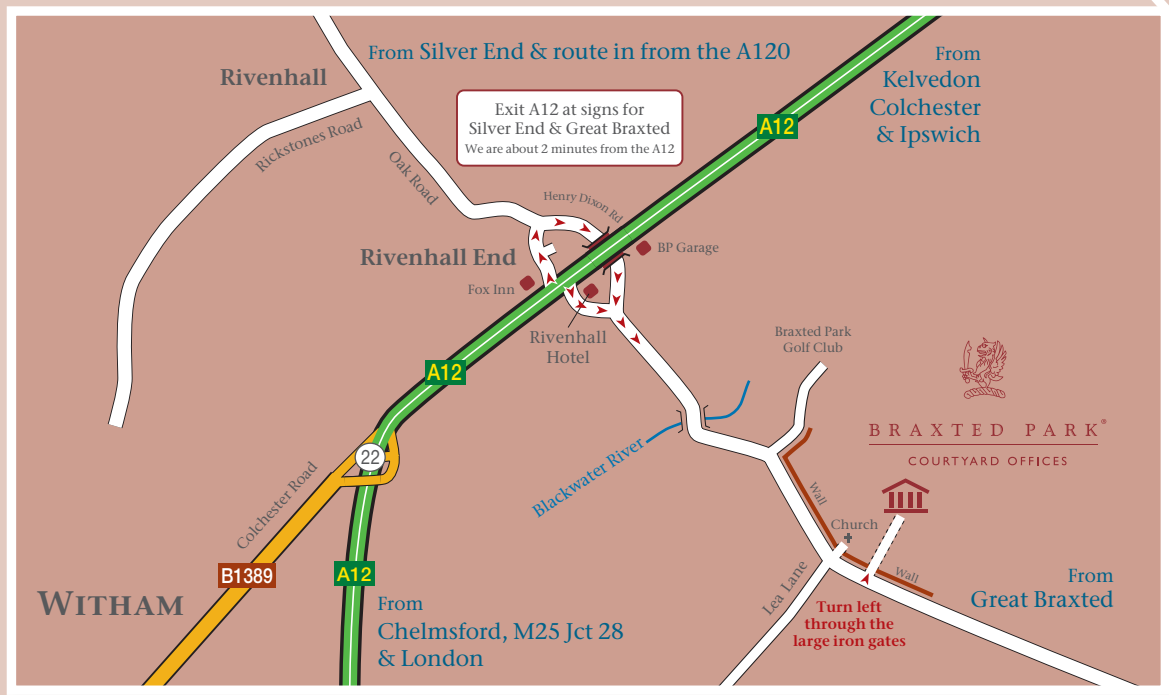 From Silver End & route in from the A120
From
Kelvedon
Colchester
& Ipswich
Rivenhall
Exit A12 at signs for
Silver End & Great Braxted
We are about 2 minutes from the A12
A12
Rickstones Road
Oak Road
Henry Dixon Rd
Rivenhall End
BP Garage
Fox Inn
Rivenhall
Hotel
Braxted Park
Golf Club
A12
BRAXTED PARK®
COURTYARD OFFICES
22
Colchester Road
Blackwater River
Wall
Church
Wall
B1389
A12
Lea Lane
WITHAM
From
Chelmsford, M25 Jct 28
& London
Turn left
through the
large iron gates
From
Great Braxted